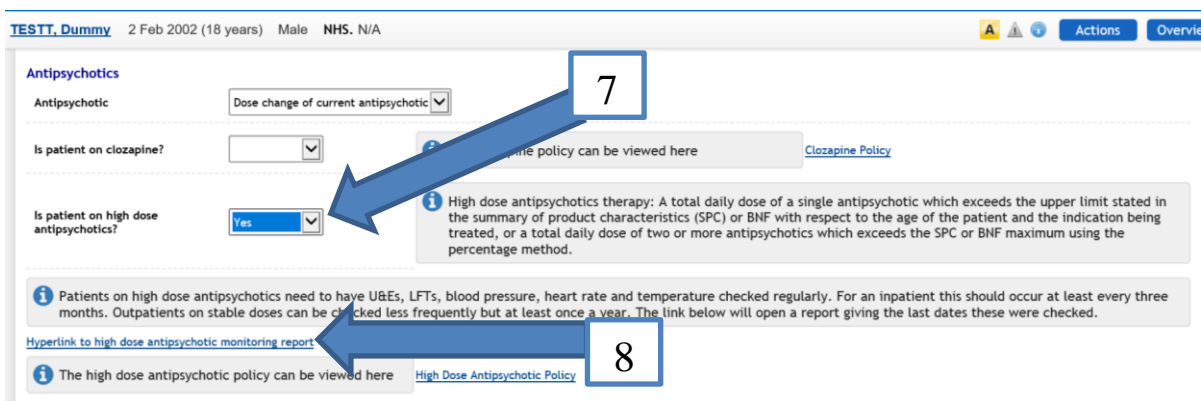 TESTT, Dummy 2 Feb 2002 (18 years) Male NHS. N/A A Actions Overvie
Antipsychotics
Antipsychotic Dose change of current antipsychotic
7
Is patient on clozapine? policy can be viewed here Clozapine Policy
Is patient on high dose antipsychotics? Yes
High dose antipsychotics therapy: A total daily dose of a single antipsychotic which exceeds the upper limit stated in
the summary of product characteristics (SPC) or BNF with respect to the age of the patient and the indication being
treated, or a total daily dose of two or more antipsychotics which exceeds the SPC or BNF maximum using the
percentage method.
Patients on high dose antipsychotics need to have U&Es, LFTs, blood pressure, heart rate and temperature checked regularly. For an inpatient this should occur at least every three
months. Outpatients on stable doses can be checked less frequently but at least once a year. The link below will open a report giving the last dates these were checked.
Hyperlink to high dose antipsychotic monitoring report
8
The high dose antipsychotic policy can be viewed here High Dose Antipsychotic Policy